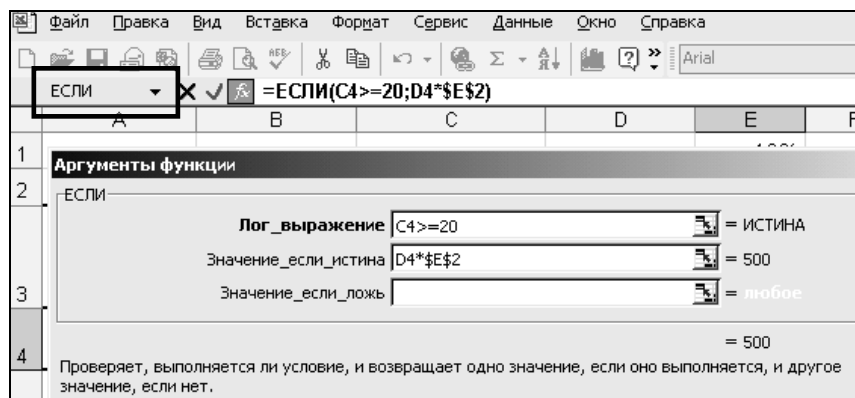 Файл Правка Вид Вставка Формат Сервис Данные Окно Справка
Arial
ЕСЛИ =ЕСЛИ(C4>=20;D4*$E$2)
A B C D E F
1
Аргументы функции
2
ЕСЛИ
Лог_выражение C4>=20 = ИСТИНА
Значение_если_истина D4*$E$2 = 500
3 Значение_если_ложь = любое
= 500
4
Проверяет, выполняется ли условие, и возвращает одно значение, если оно выполняется, и другое
значение, если нет.